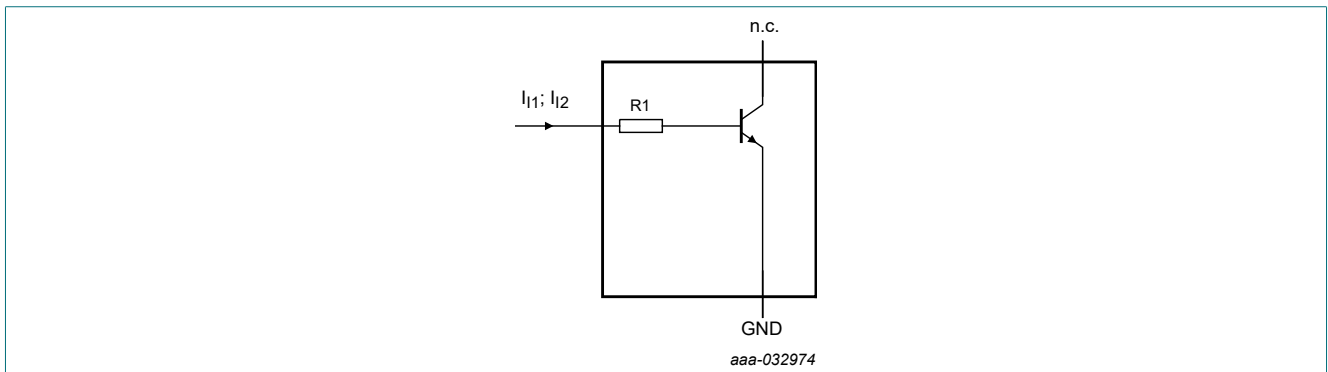 n.c.
I_I1; I_I2
R1
GND
aaa-032974